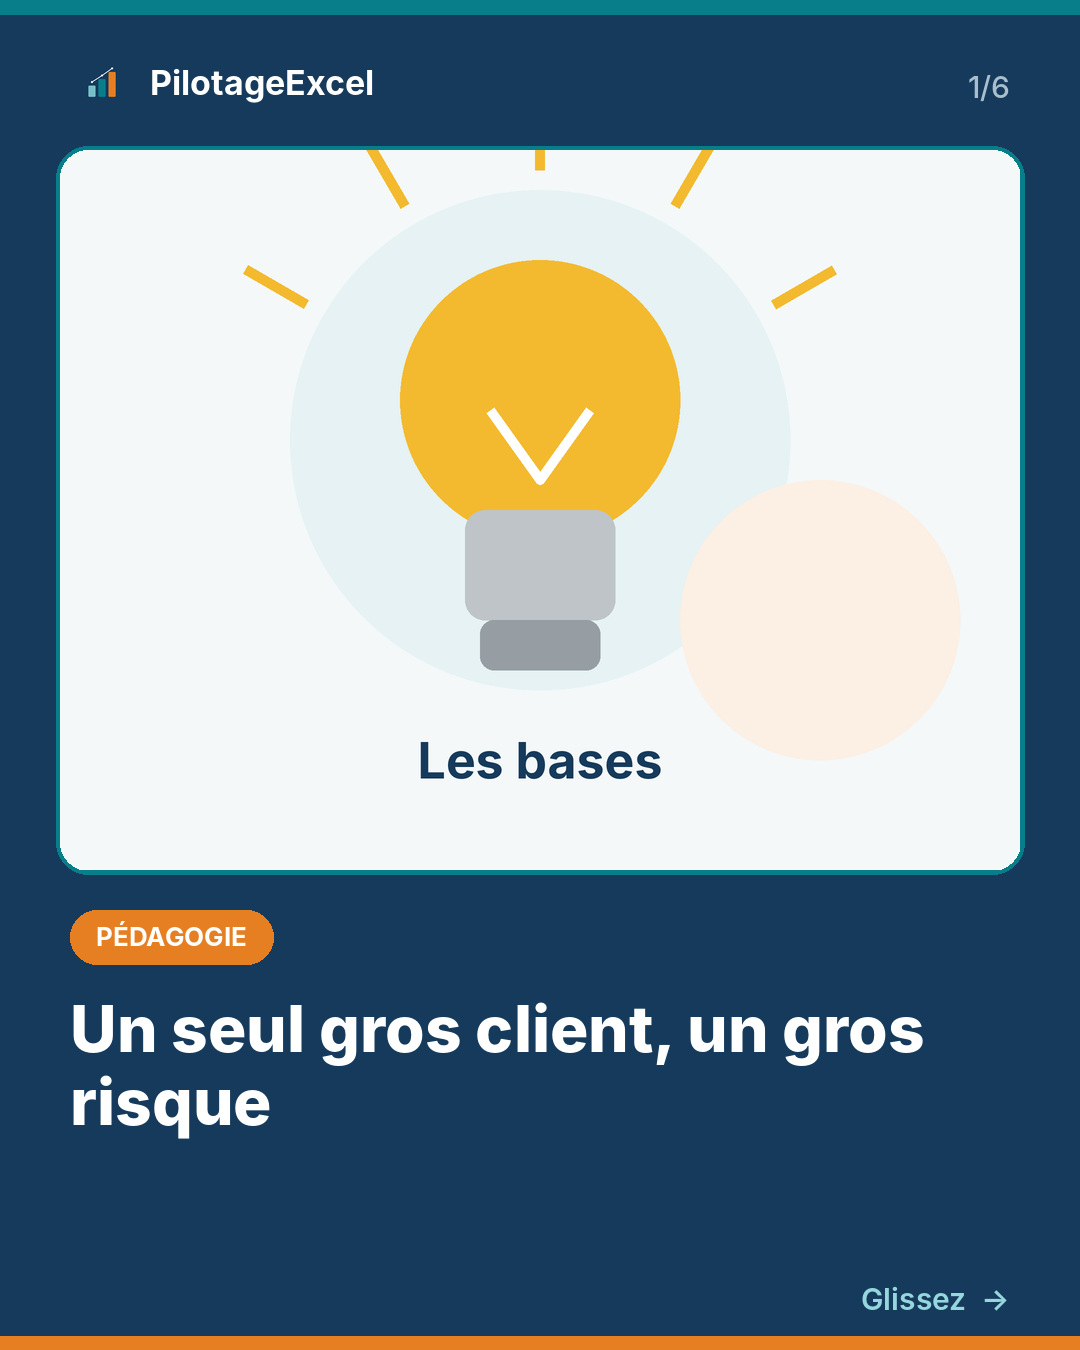 PilotageExcel
1/6
Les bases
PÉDAGOGIE
Un seul gros client, un gros
risque
Glissez →